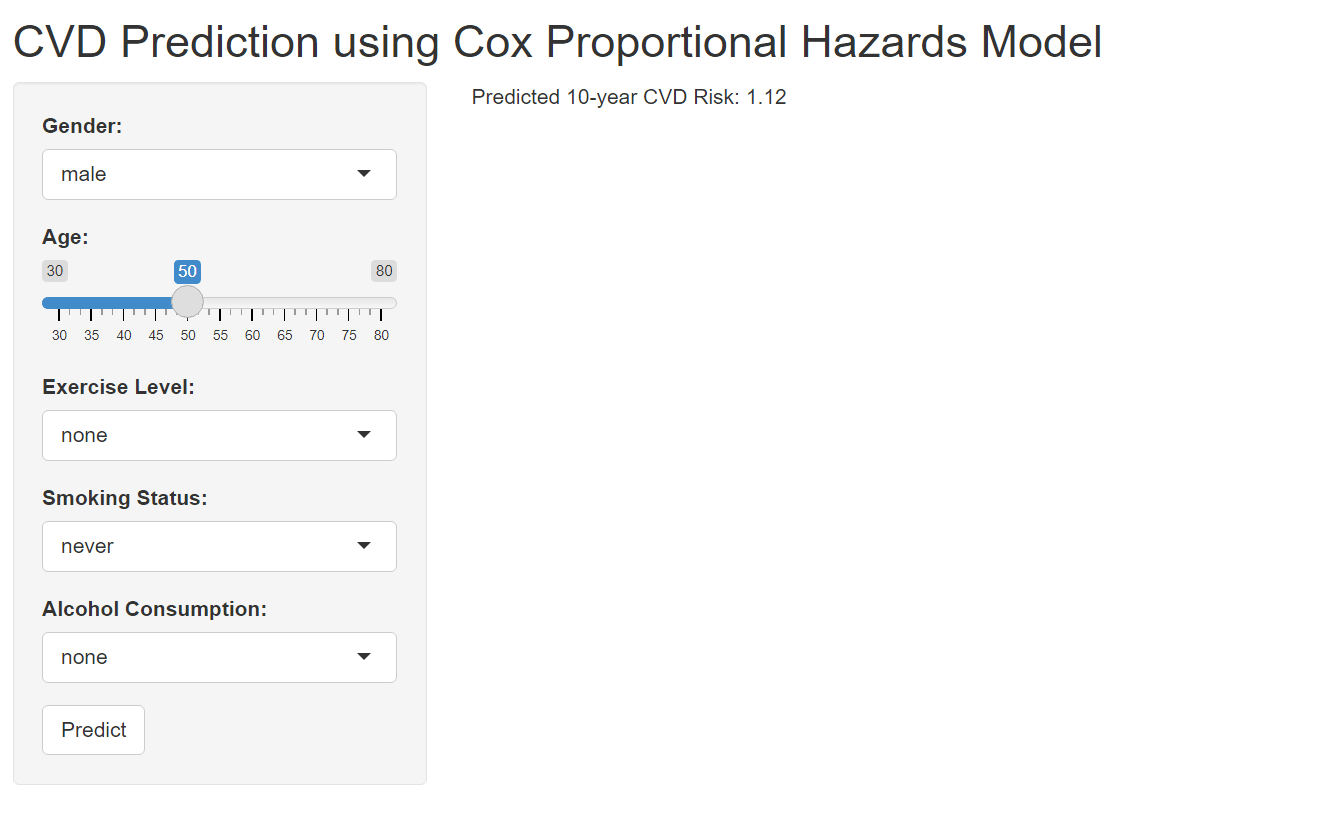 CVD Prediction using Cox Proportional Hazards Model
Gender:
male
Age:
30 50 80
30 35 40 45 50 55 60 65 70 75 80
Exercise Level:
none
Smoking Status:
never
Alcohol Consumption:
none
Predict
Predicted 10-year CVD Risk: 1.12